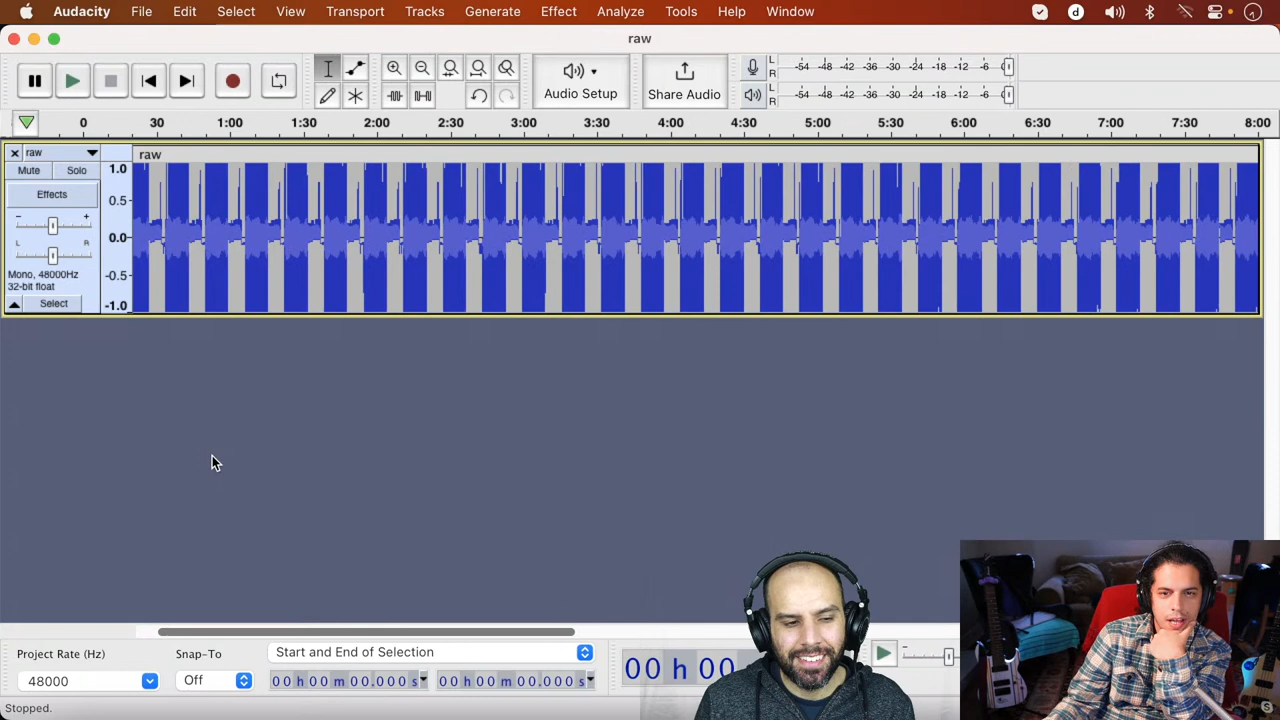 Audacity File Edit Select View Transport Tracks Generate Effect Analyze Tools Help Window
raw
Audio Setup
Share Audio
L
R
-54 -48 -42 -36 -30 -24 -18 -12 -6
L
R
-54 -48 -42 -36 -30 -24 -18 -12 -6
0 30 1:00 1:30 2:00 2:30 3:00 3:30 4:00 4:30 5:00 5:30 6:00 6:30 7:00 7:30 8:00
raw
raw
Mute Solo
Effects
- +
L R
Mono, 48000Hz
32-bit float
Select
1.0
0.5
0.0
-0.5
-1.0
Project Rate (Hz)
48000
Snap-To
Off
Start and End of Selection
00 h 00 m 00.000 s
00 h 00 m 00.000 s
00 h 00
Stopped.